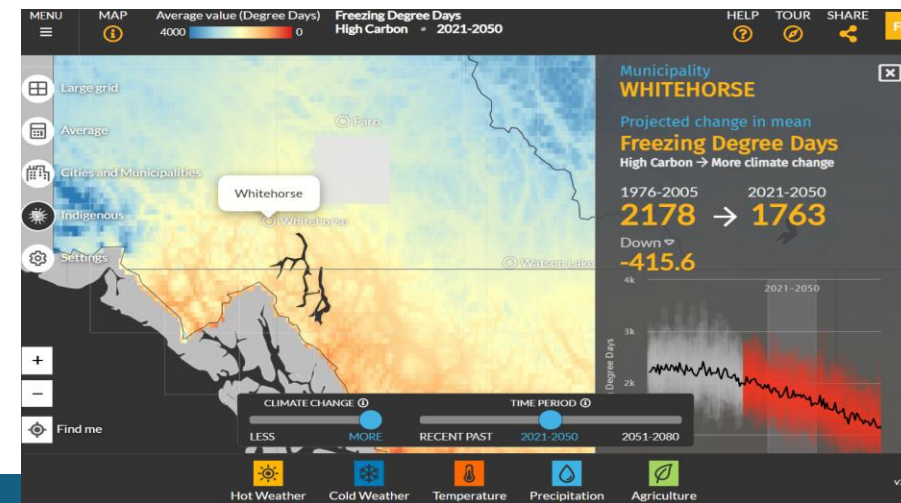 MENU
MAP
Average value (Degree Days)
4000
0
Freezing Degree Days
High Carbon • 2021-2050
HELP
TOUR
SHARE
Large grid
Average
Cities and Municipalities
Indigenous
Settings
Faro
Whitehorse
Whitehorse
Watson Lake
Municipality
WHITEHORSE
Projected change in mean
Freezing Degree Days
High Carbon → More climate change
1976-2005
2021-2050
2178 → 1763
Down
-415.6
4k
2021-2050
3k
2k
Degree Days
+
−
Find me
CLIMATE CHANGE
LESS
MORE
TIME PERIOD
RECENT PAST
2021-2050
2051-2080
Hot Weather
Cold Weather
Temperature
Precipitation
Agriculture